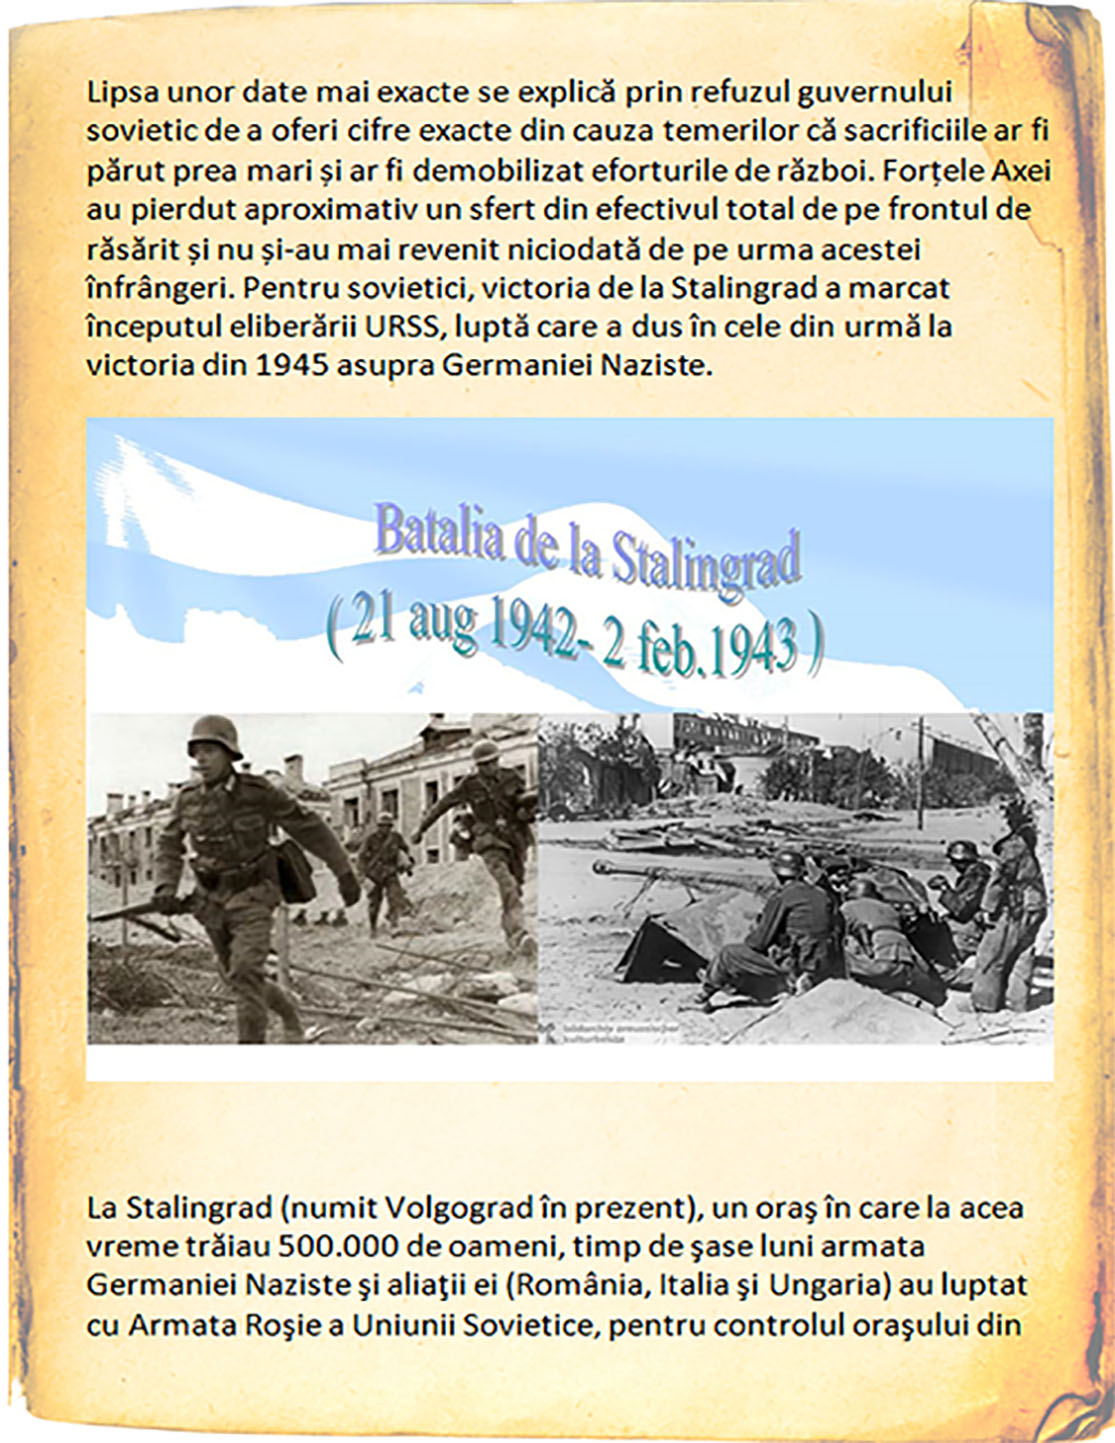 Lipsa unor date mai exacte se explică prin refuzul guvernului
sovietic de a oferi cifre exacte din cauza temerilor că sacrificiile ar fi
părut prea mari și ar fi demobilizat eforturile de război. Forțele Axei
au pierdut aproximativ un sfert din efectivul total de pe frontul de
răsărit și nu și-au mai revenit niciodată de pe urma acestei
înfrângeri. Pentru sovietici, victoria de la Stalingrad a marcat
începutul eliberării URSS, luptă care a dus în cele din urmă la
victoria din 1945 asupra Germaniei Naziste.
Batalia de la Stalingrad
( 21 aug 1942- 2 feb.1943 )
bildarchiv preussischer
kulturbesitz
La Stalingrad (numit Volgograd în prezent), un oraş în care la acea
vreme trăiau 500.000 de oameni, timp de şase luni armata
Germaniei Naziste şi aliaţii ei (România, Italia şi Ungaria) au luptat
cu Armata Roşie a Uniunii Sovietice, pentru controlul oraşului din